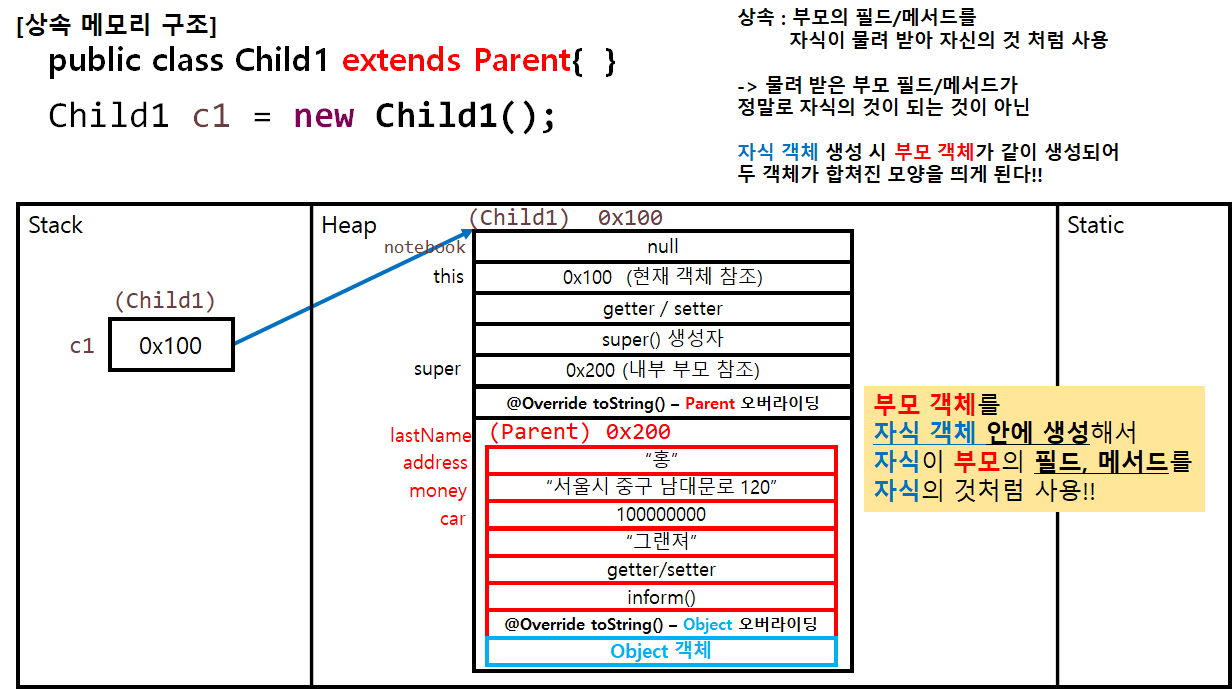 [상속 메모리 구조]
public class Child1 extends Parent{ }
Child1 c1 = new Child1();
상속 : 부모의 필드/메서드를
자식이 물려 받아 자신의 것 처럼 사용
-> 물려 받은 부모 필드/메서드가
정말로 자식의 것이 되는 것이 아닌
자식 객체 생성 시 부모 객체가 같이 생성되어
두 객체가 합쳐진 모양을 띄게 된다!!
Stack
(Child1)
c1 0x100
Heap
(Child1) 0x100
notebook null
this 0x100 (현재 객체 참조)
getter / setter
super() 생성자
super 0x200 (내부 부모 참조)
@Override toString() – Parent 오버라이딩
(Parent) 0x200
lastName “홍”
address “서울시 중구 남대문로 120”
money 100000000
car “그랜져”
getter/setter
inform()
@Override toString() – Object 오버라이딩
Object 객체
Static
부모 객체를
자식 객체 안에 생성해서
자식이 부모의 필드, 메서드를
자식의 것처럼 사용!!